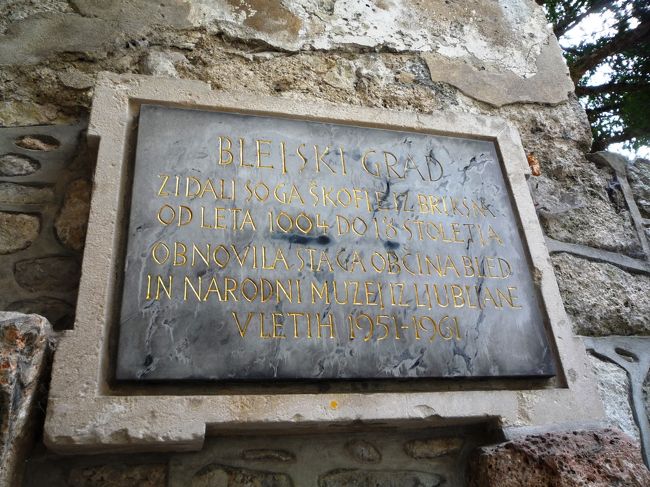 BLEJSKI GRAD
ZIDALI SO GA ŠKOFJE IZ BRIKSNA
OD LETA 1004 DO 18 STOLETJA
OBNOVILA STA GA OBČINA BLED
IN NARODNI MUZEJ IZ LJUBLJANE
V LETIH 1951-1961